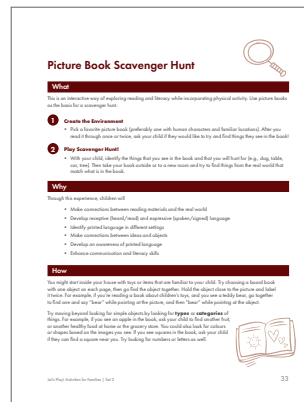 Picture Book Scavenger Hunt
What
This is an interactive way of exploring reading and literacy while incorporating physical activity. Use picture books
as the basis for a scavenger hunt.
1 Create the Environment
• Pick a favorite picture book (preferably one with human characters and familiar locations). After you
read it through once or twice, ask your child if they would like to try and find things they see in the book!
2 Play Scavenger Hunt!
• With your child, identify the things that you see in the book and that you will hunt for (e.g., dog, table,
car, tree). Then take your book outside or to a new room and try to find things from the real world that
match what is in the book.
Why
Through this experience, children will
• Make connections between reading materials and the real world
• Develop receptive (heard/read) and expressive (spoken/signed) language
• Identify printed language in different settings
• Make connections between ideas and objects
• Develop an awareness of printed language
• Enhance communication and literacy skills
How
You might start inside your house with toys or items that are familiar to your child. Try choosing a board book
with one object on each page, then go find the object together. Hold the object close to the picture and label
it twice. For example, if you're reading a book about children's toys, and you see a teddy bear, go together
to find one and say "bear" while pointing at the picture, and then "bear" while pointing at the object.
Try moving beyond looking for simple objects by looking for types or categories of
things. For example, if you see an apple in the book, ask your child to find another fruit,
or another healthy food at home or the grocery store. You could also look for colours
or shapes based on the images you see. If you see squares in the book, ask your child
if they can find a square near you. Try looking for numbers or letters as well.
Let's Play! Activities for Families | Set 2
33